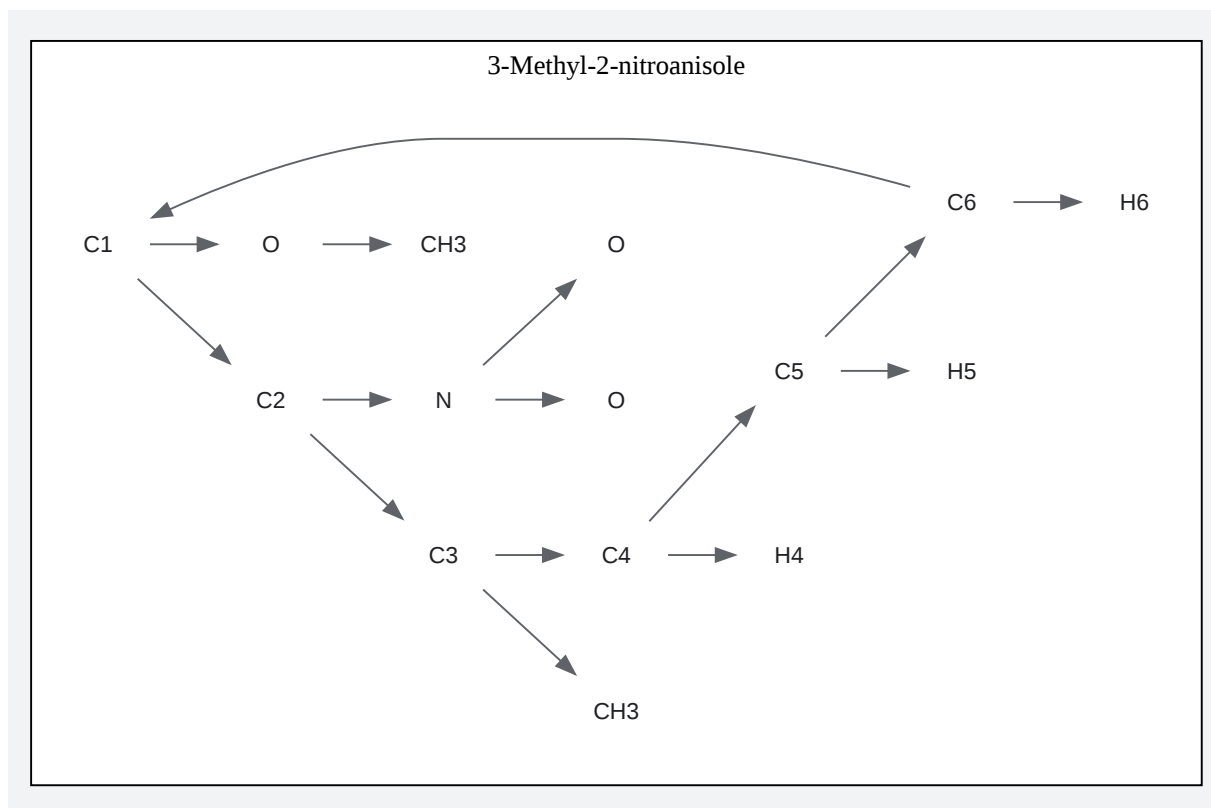 3-Methyl-2-nitroanisole
C6 H6
C1 O CH3 O
C5 H5
C2 N O
C3 C4 H4
CH3